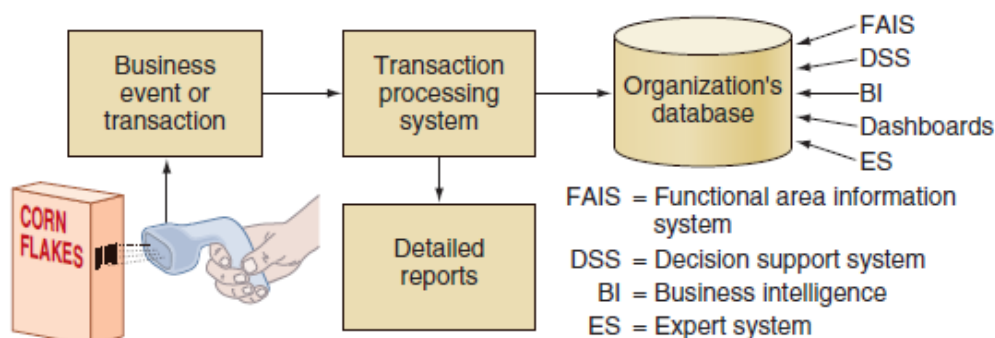 Business
event or
transaction
Transaction
processing
system
Organization's
database
FAIS
DSS
BI
Dashboards
ES
CORN
FLAKES
Detailed
reports
FAIS = Functional area information
system
DSS = Decision support system
BI = Business intelligence
ES = Expert system